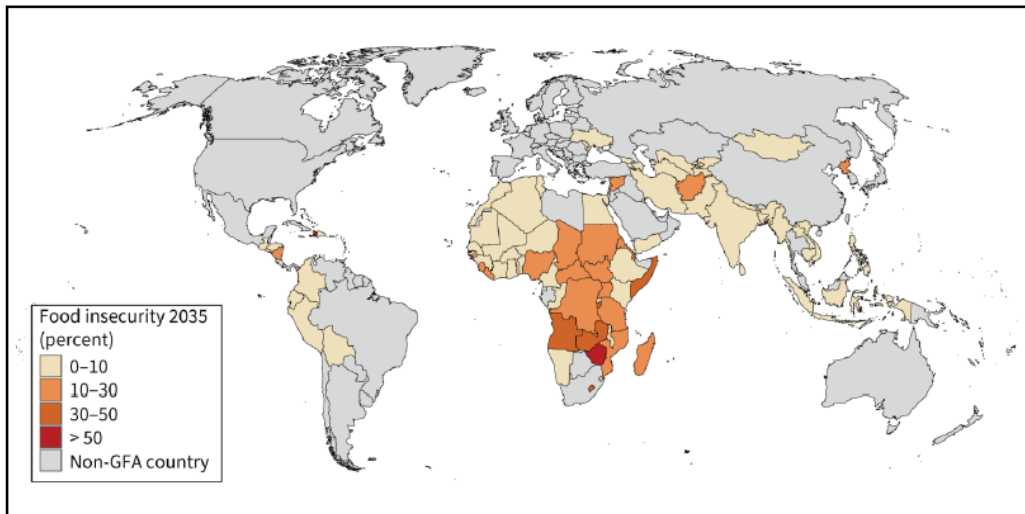 Food insecurity 2035
(percent)
0–10
10–30
30–50
> 50
Non-GFA country